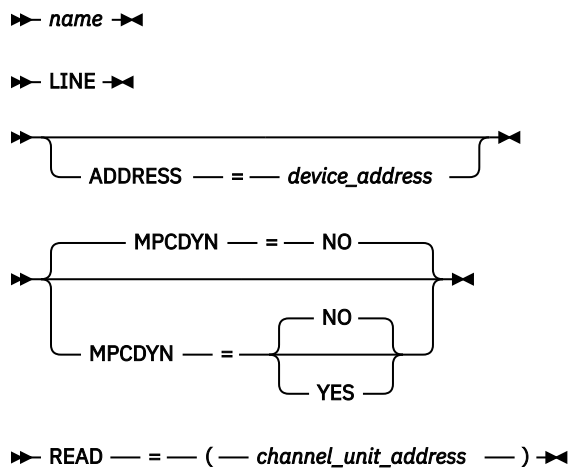 name
LINE
ADDRESS = device_address
MPCDYN = NO
NO
MPCDYN =
YES
READ = ( channel_unit_address )